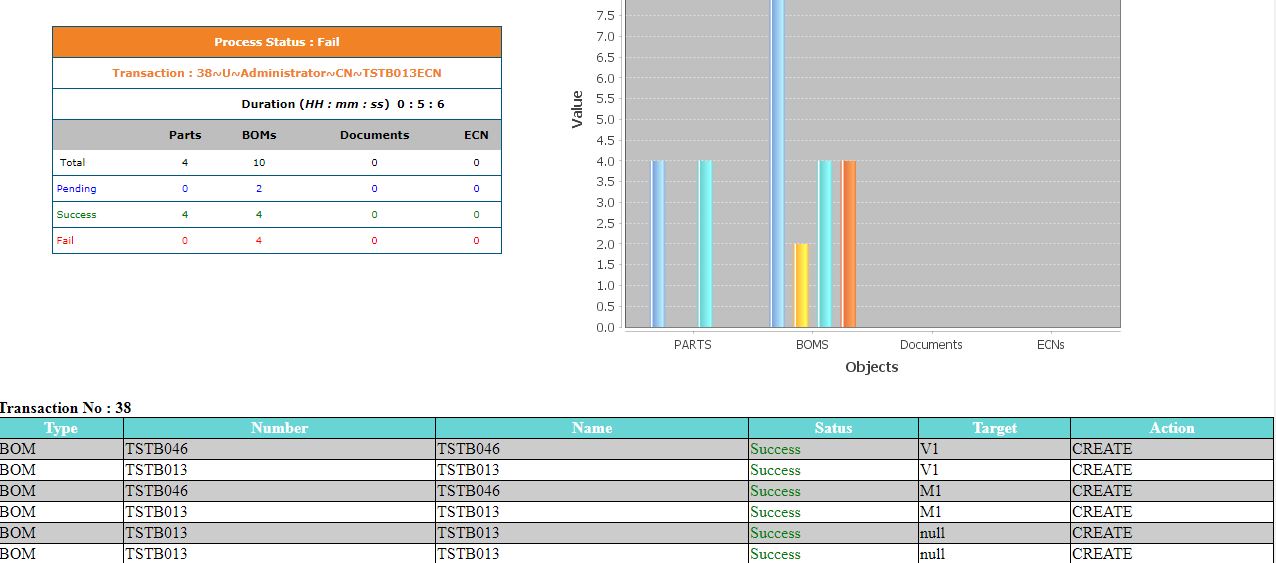 Process Status : Fail
Transaction : 38~U~Administrator~CN~TSTB013ECN
Duration (HH : mm : ss) 0 : 5 : 6
Parts BOMs Documents ECN
Total 4 10 0 0
Pending 0 2 0 0
Success 4 4 0 0
Fail 0 4 0 0
7.5
7.0
6.5
6.0
5.5
5.0
4.5
4.0
3.5
3.0
2.5
2.0
1.5
1.0
0.5
0.0
Value
PARTS BOMS Documents ECNs
Objects
Transaction No : 38
Type Number Name Satus Target Action
BOM TSTB046 TSTB046 Success V1 CREATE
BOM TSTB013 TSTB013 Success V1 CREATE
BOM TSTB046 TSTB046 Success M1 CREATE
BOM TSTB013 TSTB013 Success M1 CREATE
BOM TSTB013 TSTB013 Success null CREATE
BOM TSTB013 TSTB013 Success null CREATE